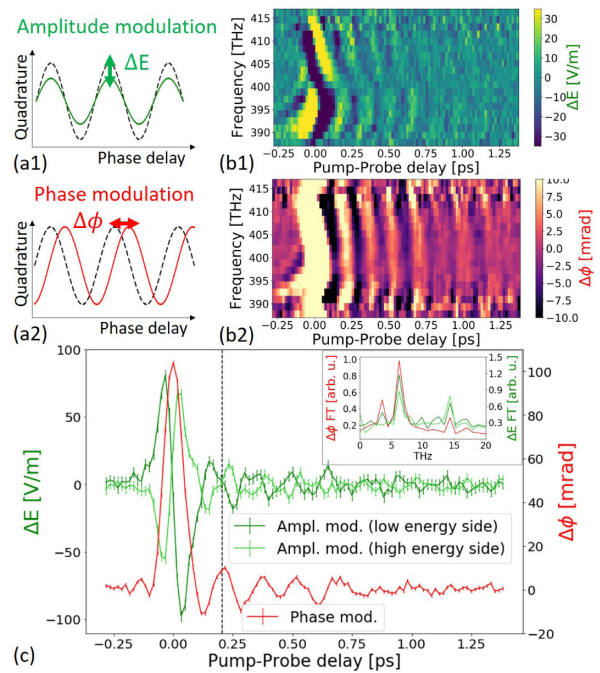 Amplitude modulation
ΔE
Quadrature
Phase delay
(a1)
(b1)
Frequency [THz]
415
410
405
400
395
390
−0.25 0.00 0.25 0.50 0.75 1.00 1.25
Pump-Probe delay [ps]
30
20
10
0
−10
−20
−30
ΔE [V/m]
Phase modulation
Δϕ
Quadrature
Phase delay
(a2)
(b2)
Frequency [THz]
415
410
405
400
395
390
−0.25 0.00 0.25 0.50 0.75 1.00 1.25
Pump-Probe delay [ps]
10.0
7.5
5.0
2.5
0.0
−2.5
−5.0
−7.5
−10.0
Δϕ [mrad]
ΔE [V/m]
100
50
0
−50
−100
Δϕ FT [arb. u.]
1.0
0.8
0.6
0.4
0.2
0 5 10 15 20
THz
1.5
1.2
0.9
0.6
0.3
ΔE FT [arb. u.]
Ampl. mod. (low energy side)
Ampl. mod. (high energy side)
Phase mod.
100
80
60
40
20
0
−20
Δϕ [mrad]
−0.25 0.00 0.25 0.50 0.75 1.00 1.25
(c)
Pump-Probe delay [ps]